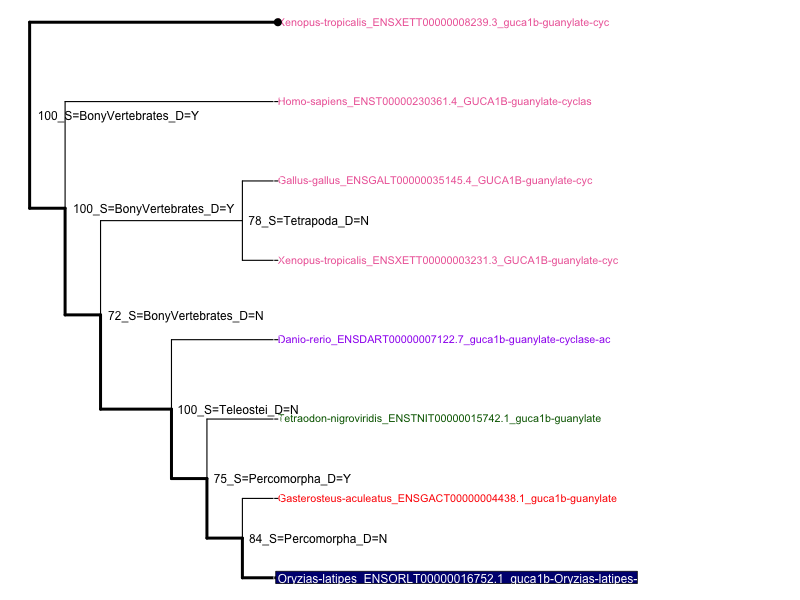 Xenopus-tropicalis_ENSXETT00000008239.3_guca1b-guanylate-cyc
Homo-sapiens_ENST00000230361.4_GUCA1B-guanylate-cyclas
100_S=BonyVertebrates_D=Y
Gallus-gallus_ENSGALT00000035145.4_GUCA1B-guanylate-cyc
100_S=BonyVertebrates_D=Y
78_S=Tetrapoda_D=N
Xenopus-tropicalis_ENSXETT00000003231.3_GUCA1B-guanylate-cyc
72_S=BonyVertebrates_D=N
Danio-rerio_ENSDART00000007122.7_guca1b-guanylate-cyclase-ac
100_S=Teleostei_D=N
Tetraodon-nigroviridis_ENSTNIT00000015742.1_guca1b-guanylate
75_S=Percomorpha_D=Y
Gasterosteus-aculeatus_ENSGACT00000004438.1_guca1b-guanylate
84_S=Percomorpha_D=N
Oryzias-latipes_ENSORLT00000016752.1_guca1b-Oryzias-latipes-